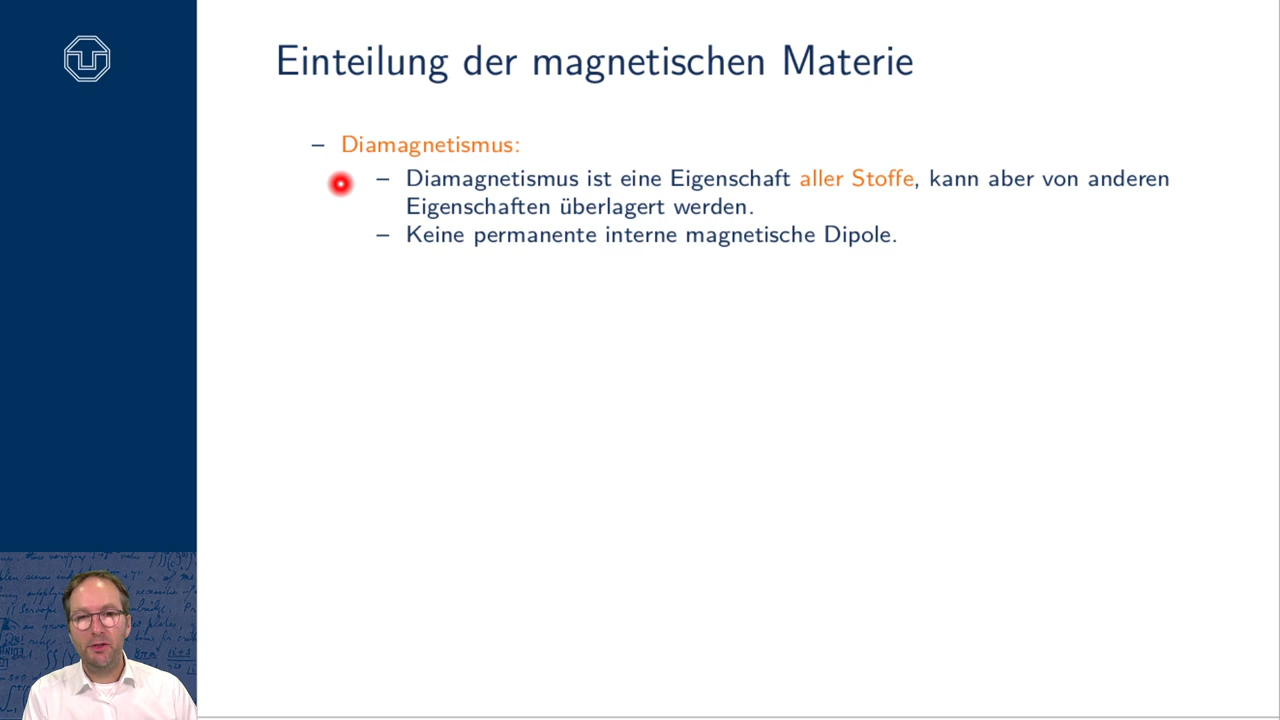 Einteilung der magnetischen Materie
– Diamagnetismus:
– Diamagnetismus ist eine Eigenschaft aller Stoffe, kann aber von anderen
Eigenschaften überlagert werden.
– Keine permanente interne magnetische Dipole.